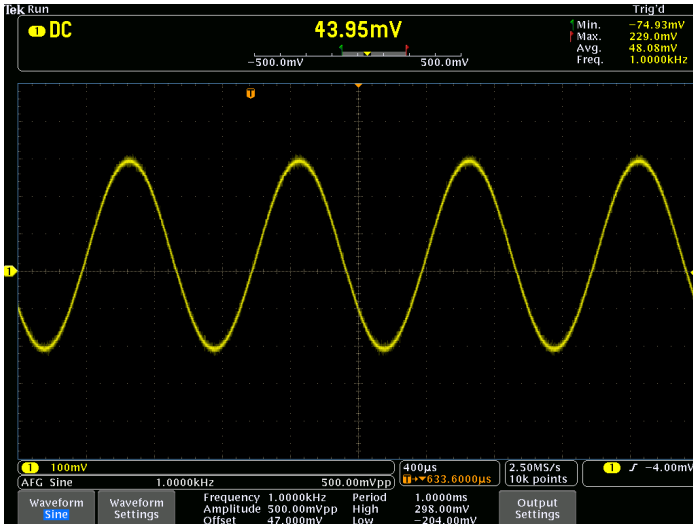 Tek Run Trig'd
1 DC 43.95mV
-500.0mV 500.0mV
Min. -74.93mV
Max. 229.0mV
Avg. 48.08mV
Freq. 1.0000kHz
T
1
1 100mV
400µs
T→▼633.6000µs
2.50MS/s
10k points
1 ∫ -4.00mV
AFG Sine 1.0000kHz 500.00mVpp
Waveform
Sine
Waveform
Settings
Frequency 1.0000kHz Period 1.0000ms
Amplitude 500.00mVpp High 298.00mV
Offset 47.000mV Low -204.00mV
Output
Settings